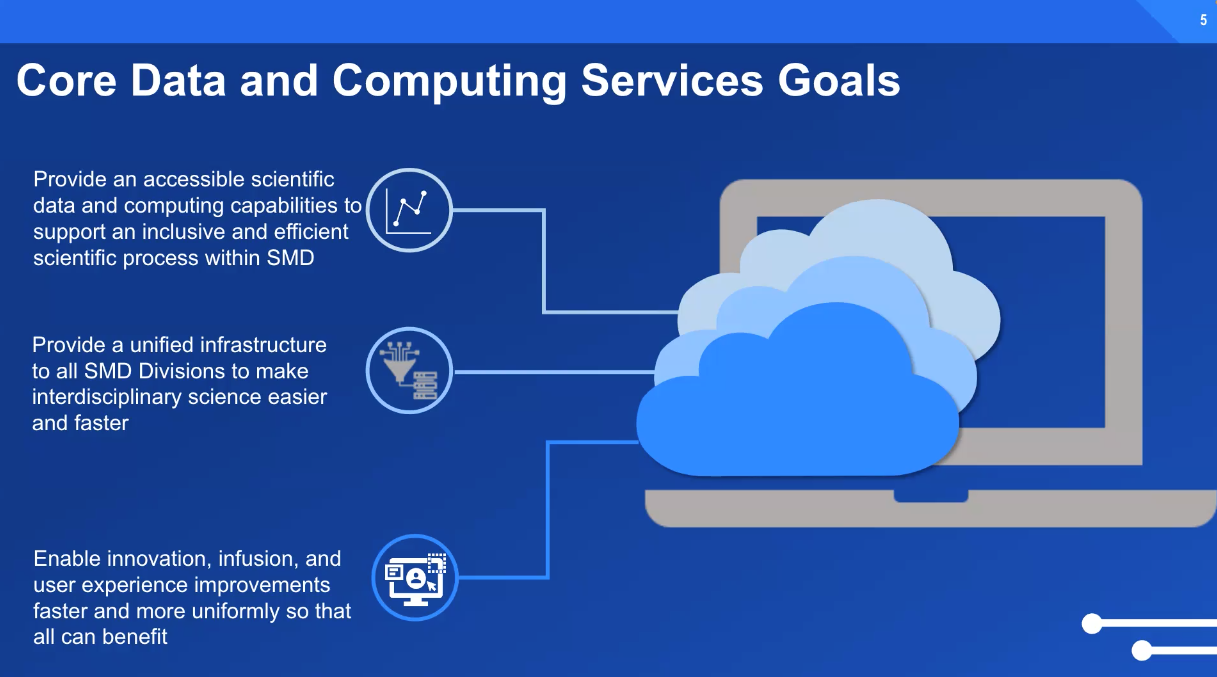 5
Core Data and Computing Services Goals
Provide an accessible scientific
data and computing capabilities to
support an inclusive and efficient
scientific process within SMD
Provide a unified infrastructure
to all SMD Divisions to make
interdisciplinary science easier
and faster
Enable innovation, infusion, and
user experience improvements
faster and more uniformly so that
all can benefit